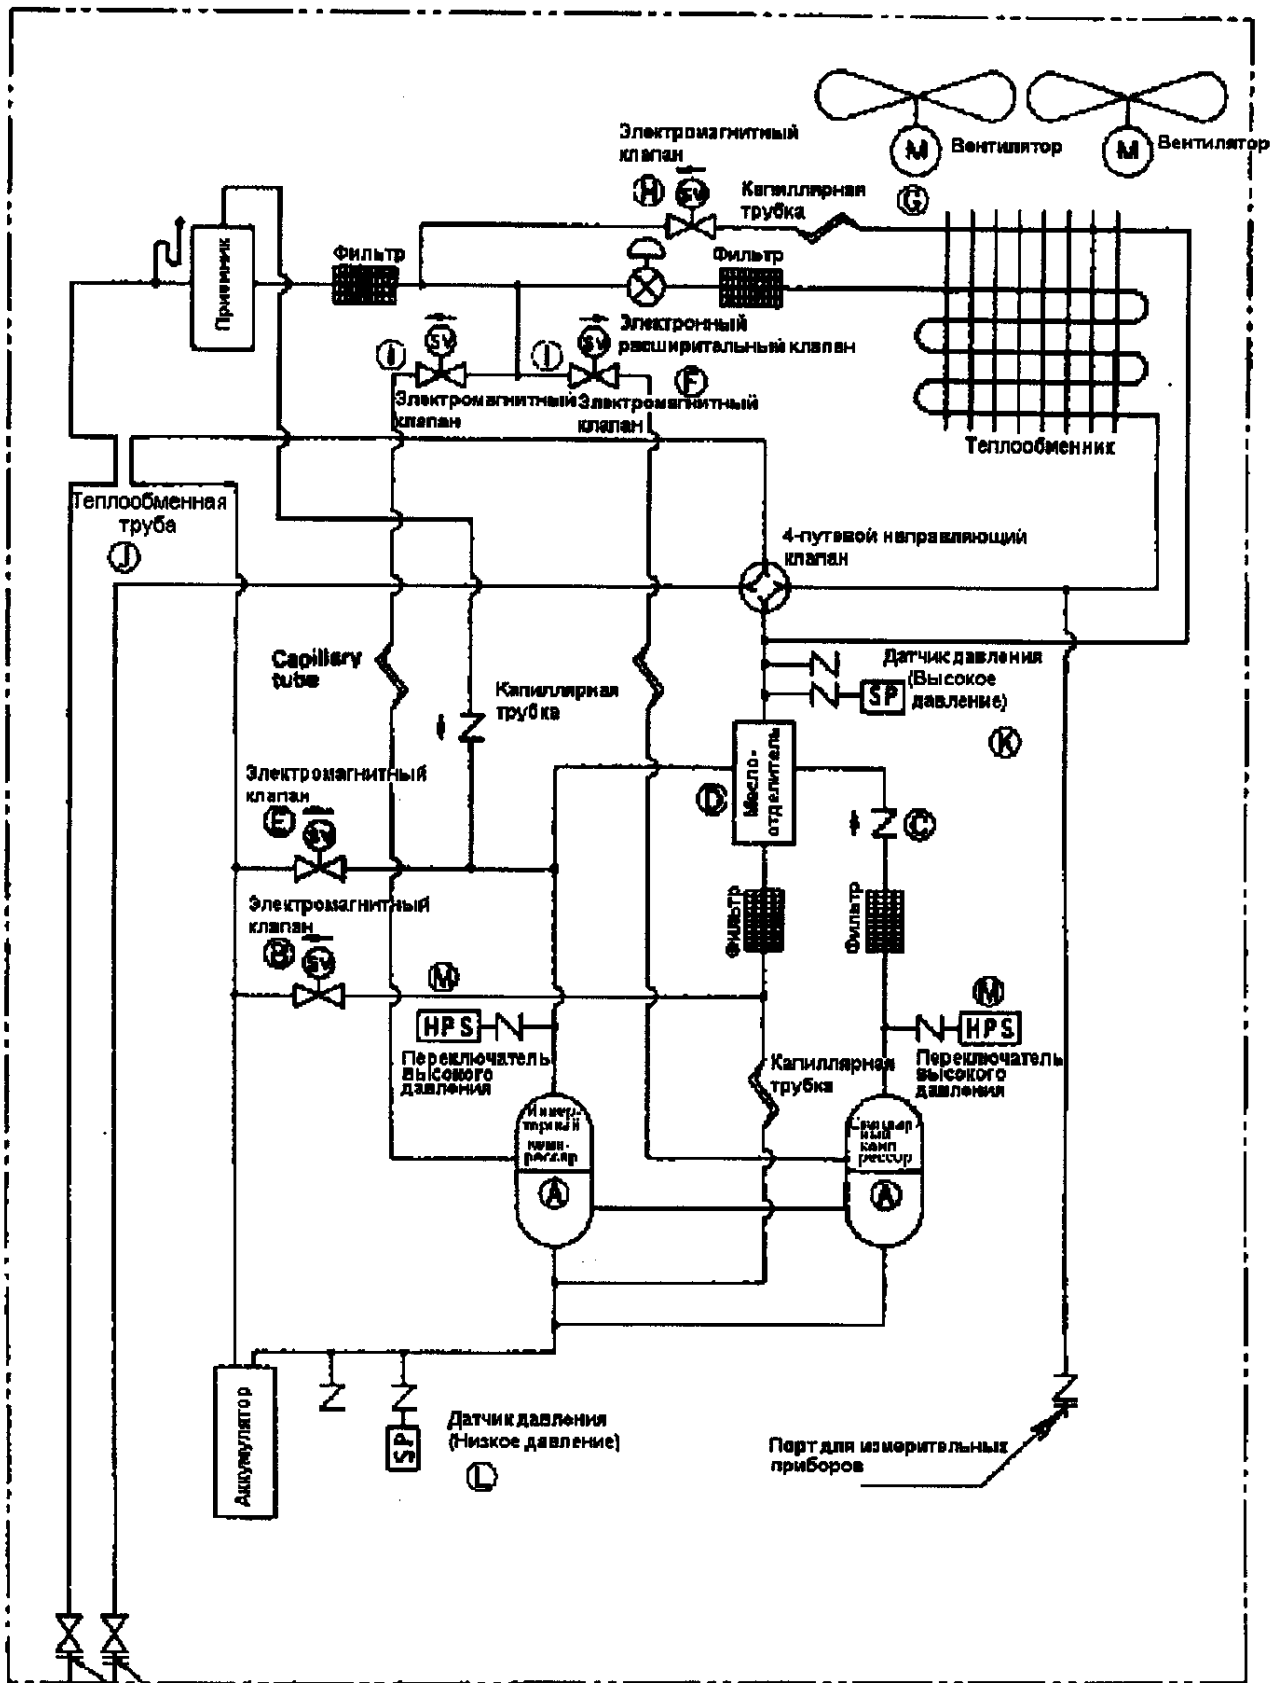 Электромагнитный
клапан
Вентилятор
Вентилятор
M
M
H
SV
Капиллярная
трубка
G
Приемник
Фильтр
Фильтр
I
SV
I
SV
Электронный
расширительный клапан
F
Электромагнитный
клапан
Электромагнитный
клапан
Теплообменник
Теплообменная
труба
J
4-путевой направляющий
клапан
Capillary
tube
Капиллярная
трубка
Датчик давления
(Высокое
давление)
SP
K
Масло-
отделитель
D
C
Электромагнитный
клапан
E
SV
Электромагнитный
клапан
B
SV
Фильтр
Фильтр
M
HPS
Переключатель
высокого
давления
M
HPS
Переключатель
высокого
давления
Капиллярная
трубка
A
A
Аккумулятор
SP
Датчик давления
(Низкое давление)
L
Порт для измерительных
приборов